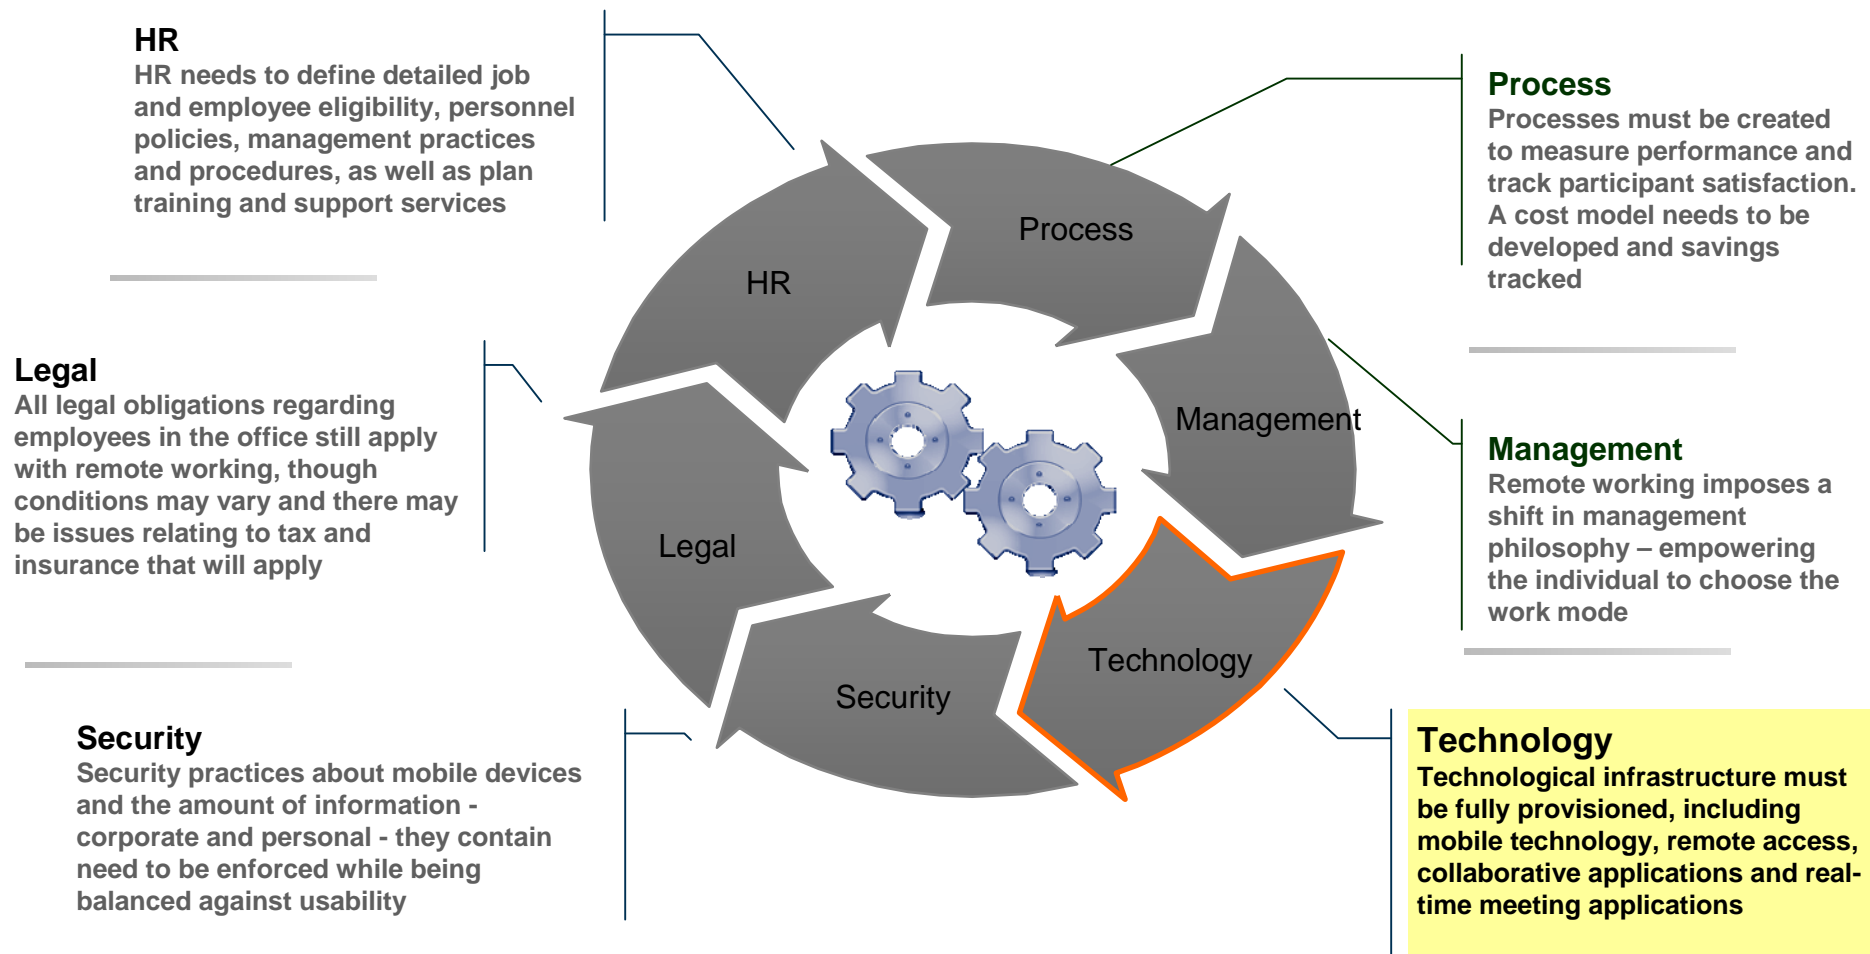 HR
HR needs to define detailed job
and employee eligibility, personnel
policies, management practices
and procedures, as well as plan
training and support services
Legal
All legal obligations regarding
employees in the office still apply
with remote working, though
conditions may vary and there may
be issues relating to tax and
insurance that will apply
Security
Security practices about mobile devices
and the amount of information -
corporate and personal - they contain
need to be enforced while being
balanced against usability
Process
HR
Management
Legal
Technology
Security
Process
Processes must be created
to measure performance and
track participant satisfaction.
A cost model needs to be
developed and savings
tracked
Management
Remote working imposes a
shift in management
philosophy – empowering
the individual to choose the
work mode
Technology
Technological infrastructure must
be fully provisioned, including
mobile technology, remote access,
collaborative applications and real-
time meeting applications